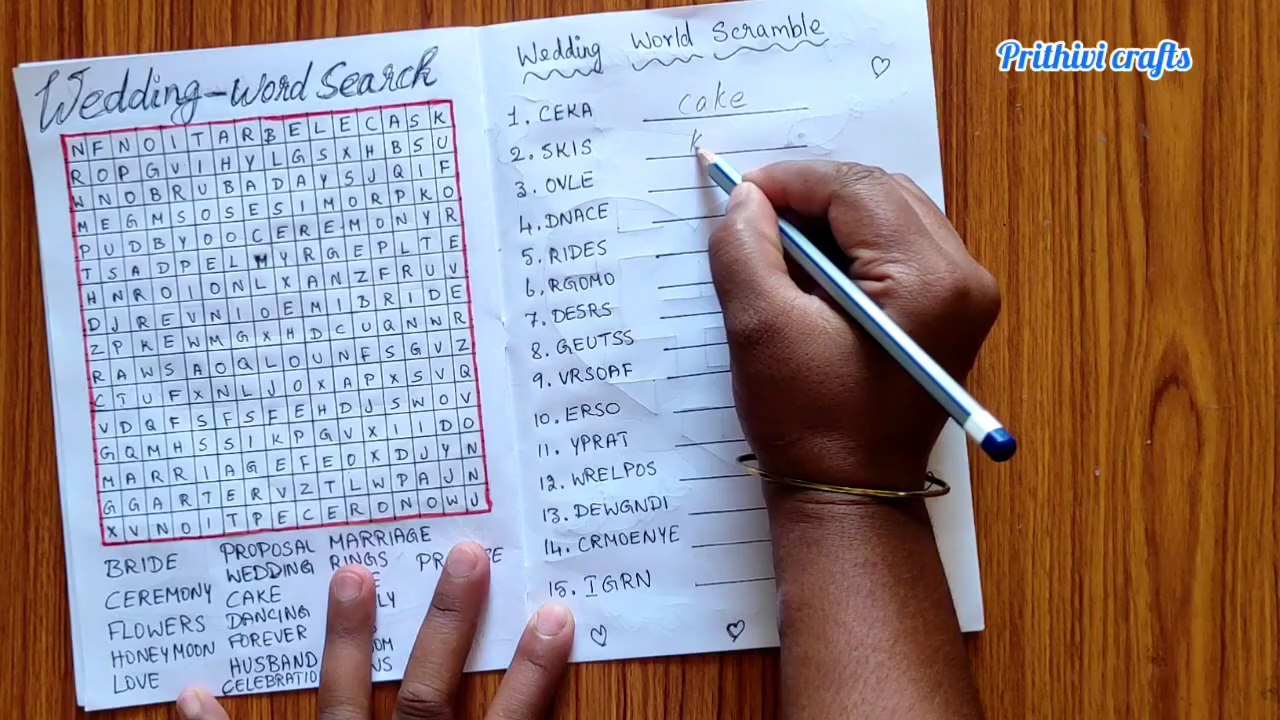 Prithivi crafts
Wedding-Word Search
NFNOITARBELECASK
ROPGVIHYLGSXHBSU
WNOBRUBADAYSJQIF
MEGMSOSESIMORPKO
PUDBYOOCEREMONYR
TSADPELMYRGEPLTE
HNROIONLXANZFRUV
DJREVNIOEMIBRIDE
ZPKEWMGXHDCUQNWR
RAWSAOQLOUNFSGVZ
CTUFXNLJOXAPXSVQ
VDQFSFSFEHDJSWOV
GQMHSSIKPGVXIIDO
MARRIAGEFEOXDJYN
GGARTERVZTLWPAJN
XVNOITPECERONOWJ
BRIDE PROPOSAL MARRIAGE
WEDDING RINGS
CEREMONY CAKE
FLOWERS DANCING
HONEYMOON FOREVER
HUSBAND
LOVE
Wedding World Scramble
1. CEKA cake
2. SKIS k
3. OVLE
4. DNACE
5. RIDES
6. RGOMO
7. DESRS
8. GEUTSS
9. VRSOAF
10. ERSO
11. YPRAT
12. WRELPOS
13. DEWGNDI
14. CRMOENYE
15. IGRN